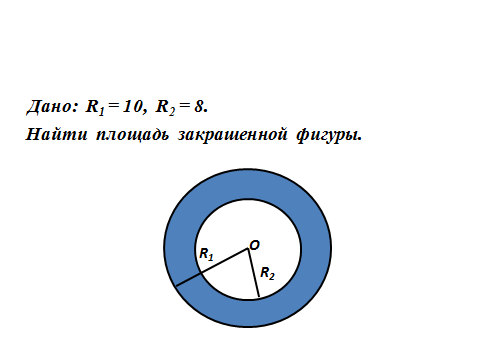 Дано: R1 = 10, R2 = 8.
Найти площадь закрашенной фигуры.
O
R1
R2